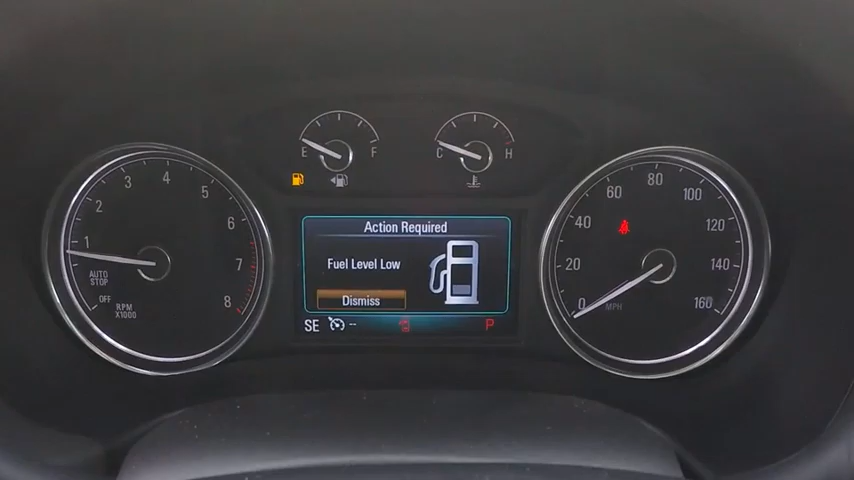 E F
C H
1
2
3
4
5
6
7
8
AUTO
STOP
OFF
RPM
X1000
Action Required
Fuel Level Low
Dismiss
SE --
P
0
20
40
60
80
100
120
140
160
MPH